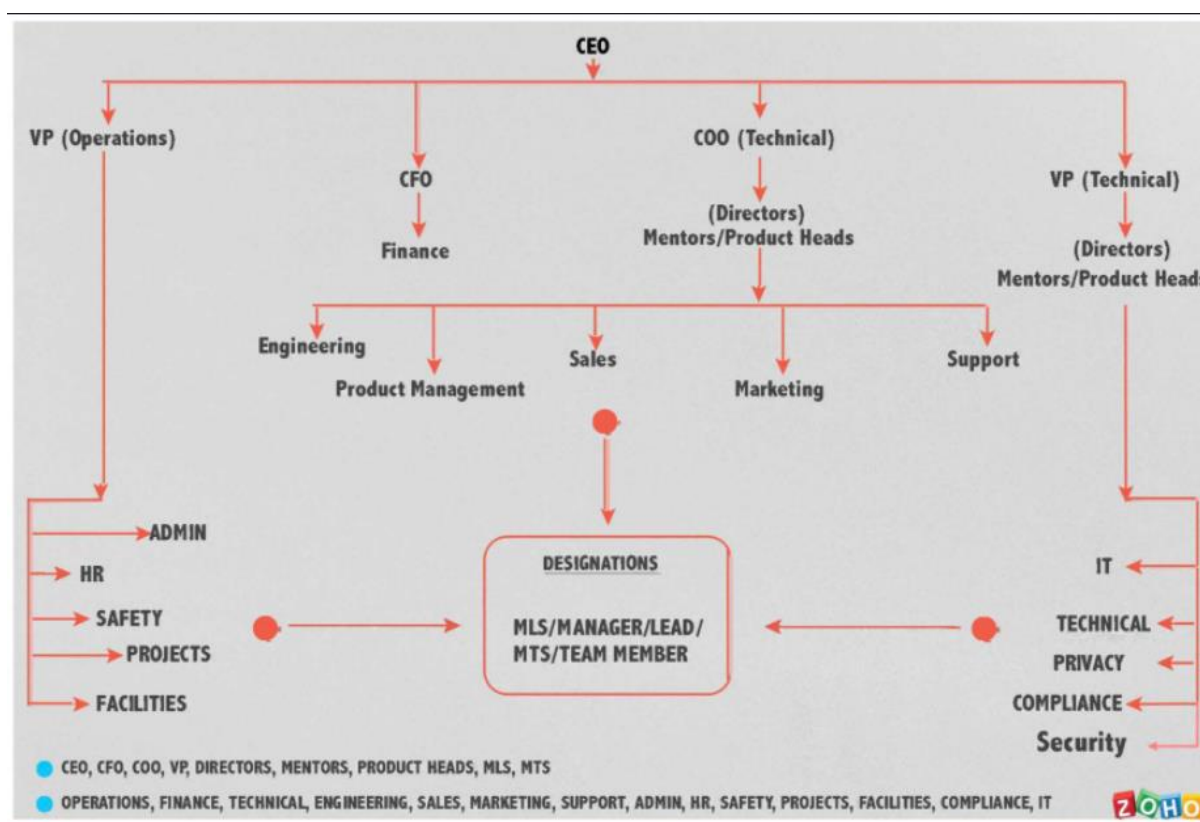 CEO
VP (Operations)
COO (Technical)
CFO
VP (Technical)
(Directors)
Mentors/Product Heads
Finance
(Directors)
Mentors/Product Heads
Engineering
Sales
Support
Product Management
Marketing
ADMIN
HR
SAFETY
PROJECTS
FACILITIES
DESIGNATIONS
MLS/MANAGER/LEAD/
MTS/TEAM MEMBER
IT
TECHNICAL
PRIVACY
COMPLIANCE
Security
CEO, CFO, COO, VP, DIRECTORS, MENTORS, PRODUCT HEADS, MLS, MTS
OPERATIONS, FINANCE, TECHNICAL, ENGINEERING, SALES, MARKETING, SUPPORT, ADMIN, HR, SAFETY, PROJECTS, FACILITIES, COMPLIANCE, IT
ZOHO